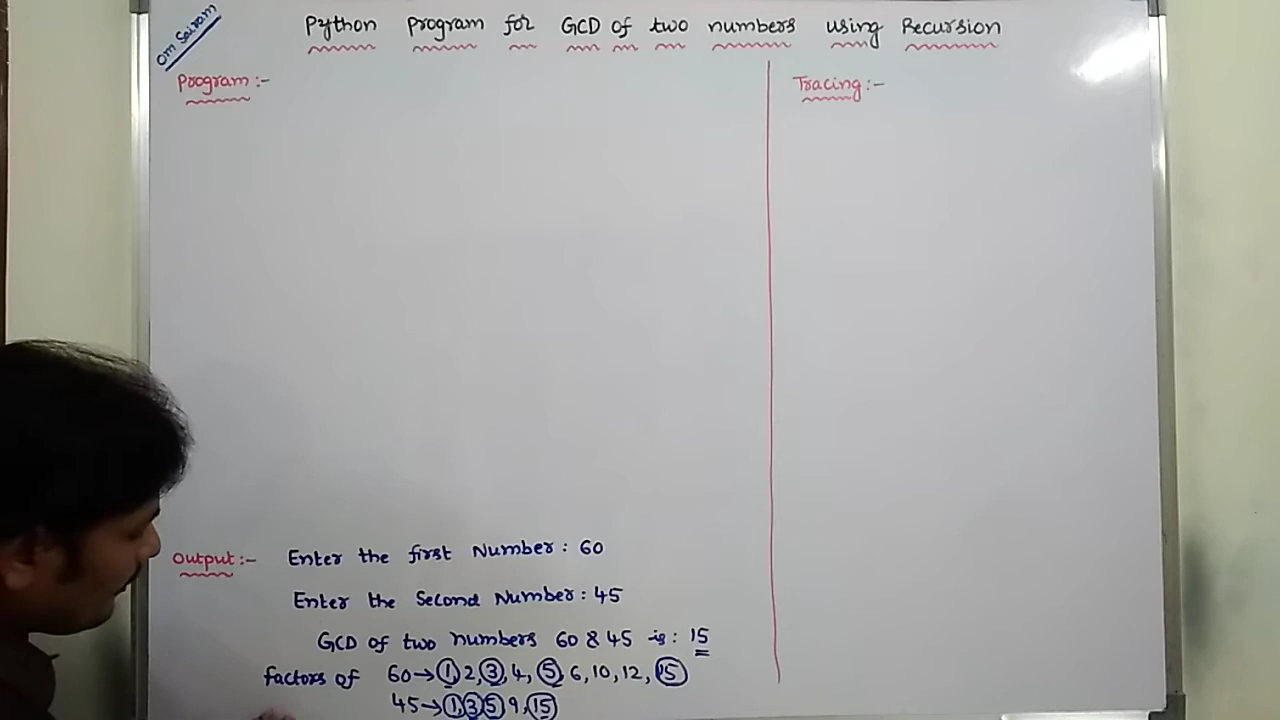 Om Sairam
Python Program for GCD of two numbers using Recursion
Program:-
Tracing:-
Output:- Enter the first Number: 60
Enter the Second Number: 45
GCD of two numbers 60 & 45 is: 15
factors of 60→1, 2, 3, 4, 5, 6, 10, 12, 15
45→1, 3, 5, 9, 15